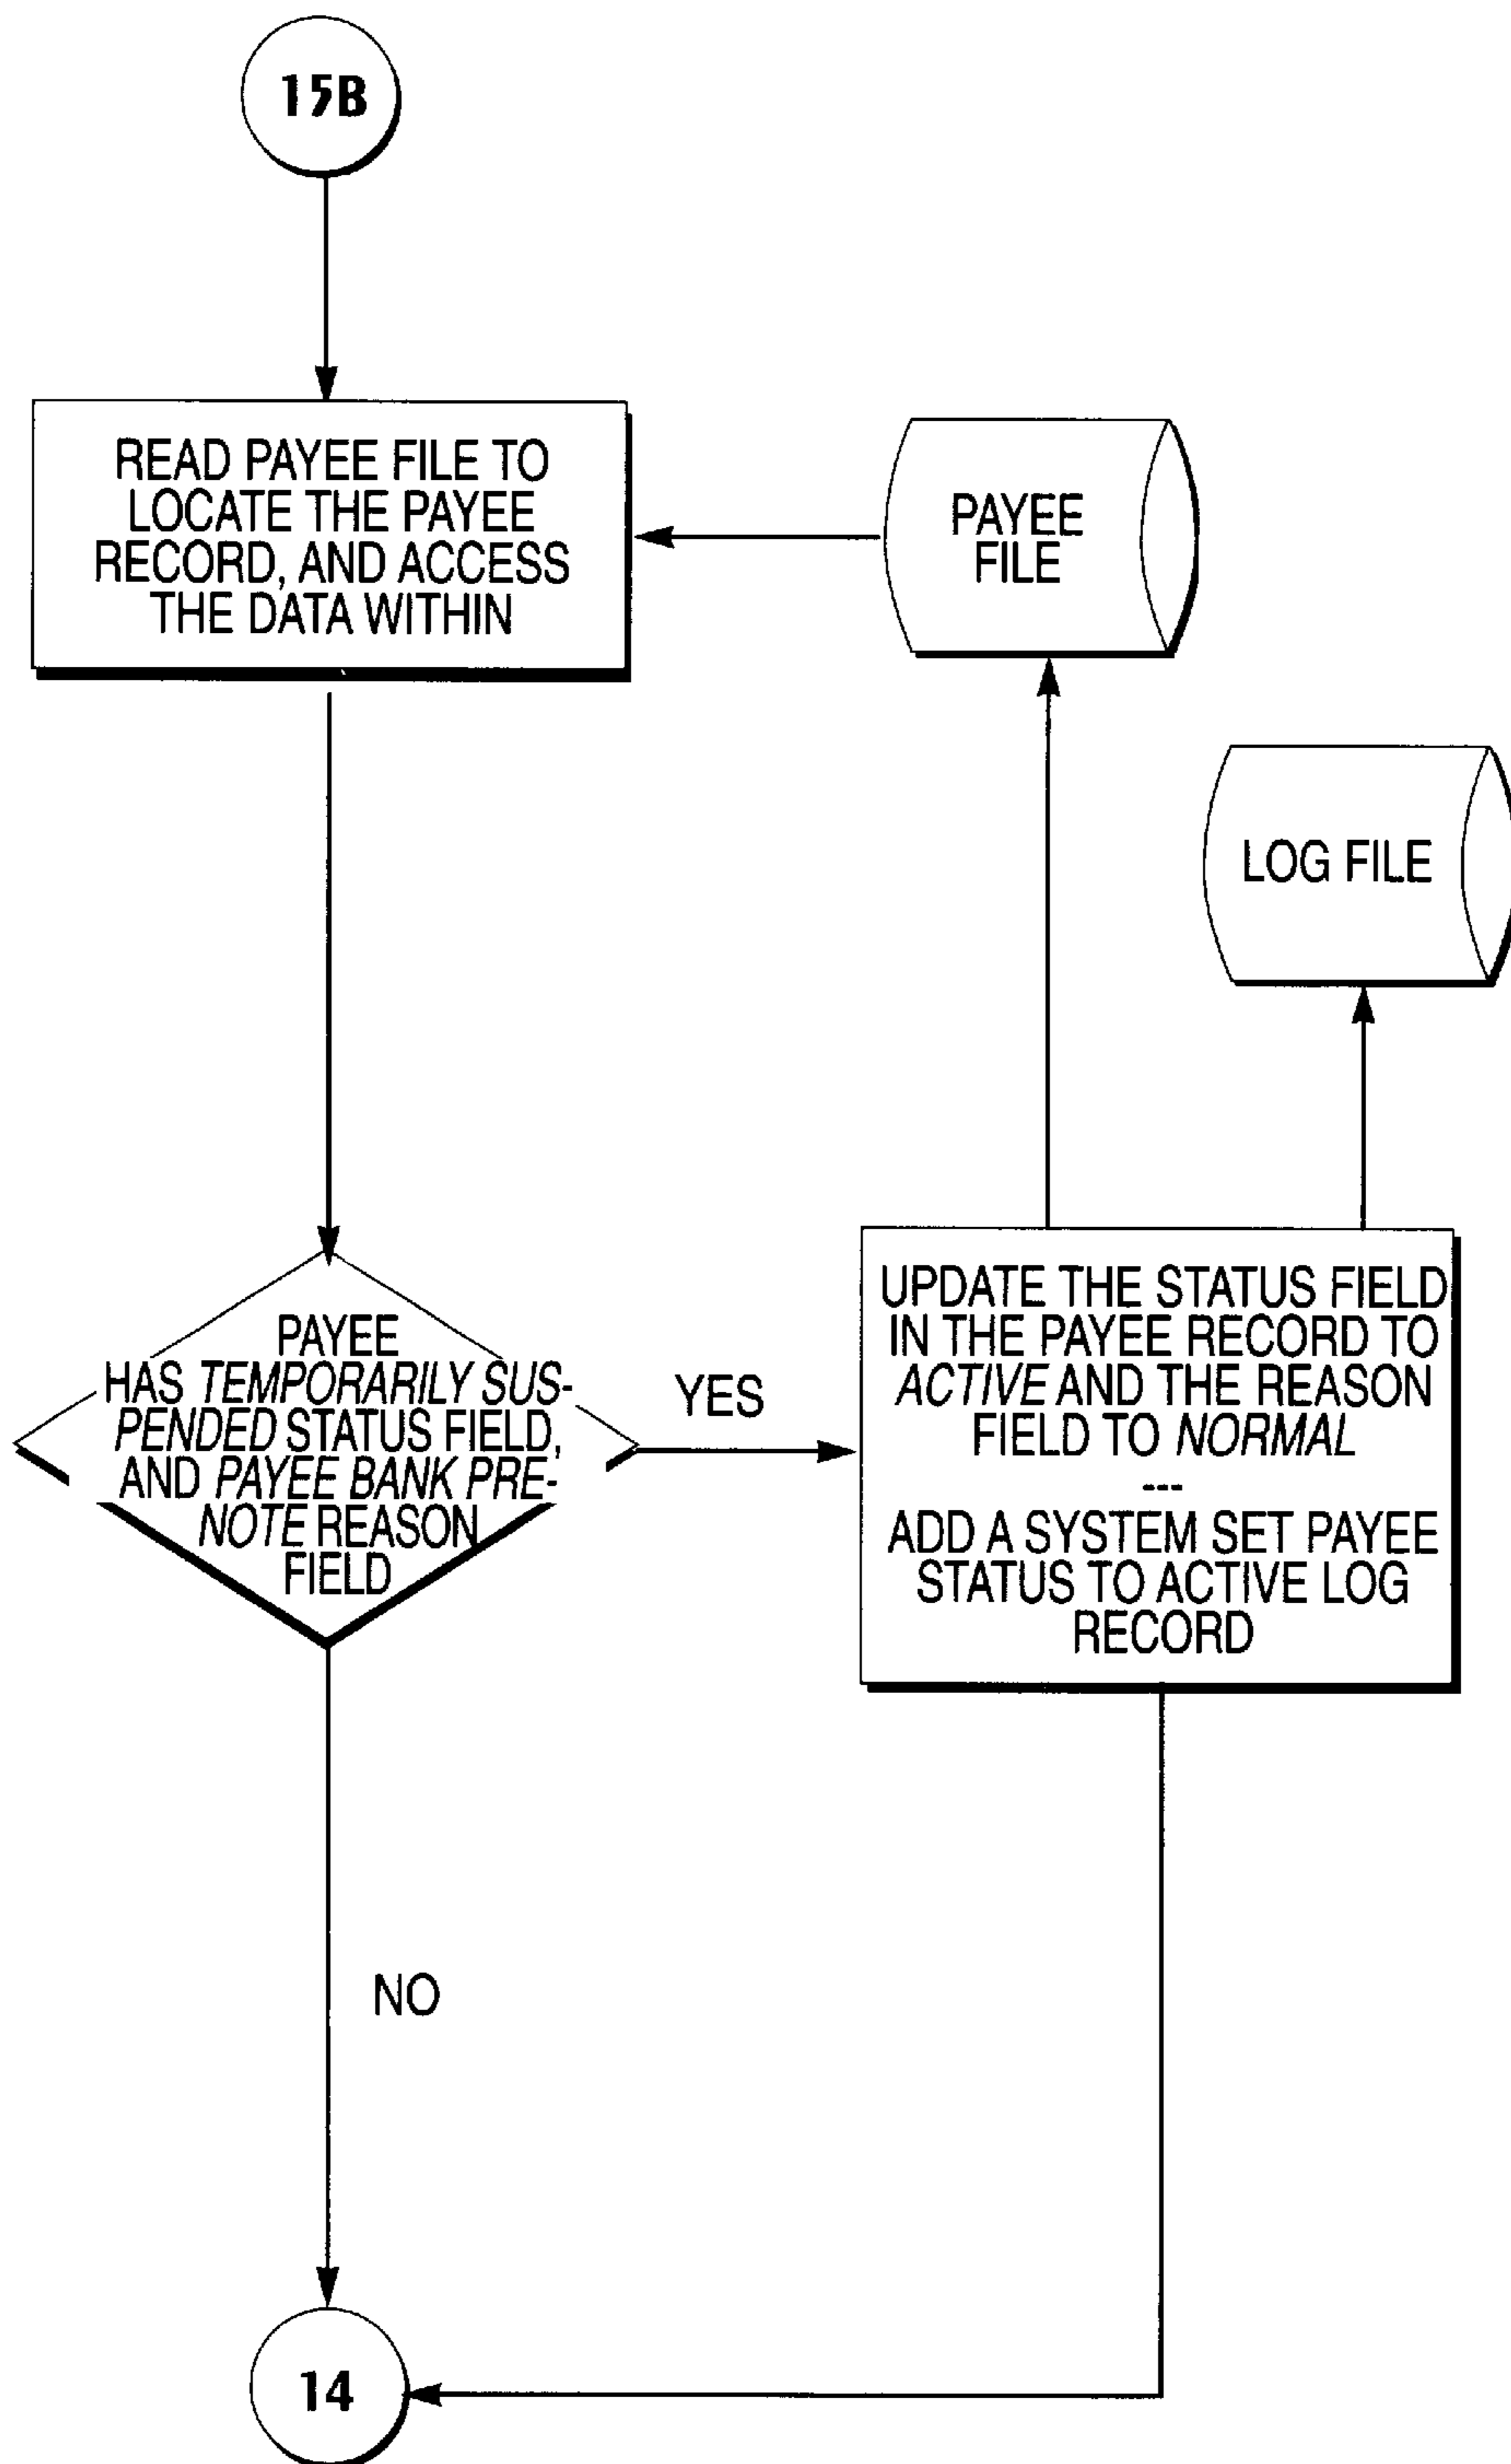 15B
READ PAYEE FILE TO
LOCATE THE PAYEE
RECORD, AND ACCESS
THE DATA WITHIN
PAYEE
FILE
LOG FILE
PAYEE
HAS TEMPORARILY SUS-
PENDED STATUS FIELD,
AND PAYEE BANK PRE-
NOTE REASON
FIELD
YES
UPDATE THE STATUS FIELD
IN THE PAYEE RECORD TO
ACTIVE AND THE REASON
FIELD TO NORMAL
---
ADD A SYSTEM SET PAYEE
STATUS TO ACTIVE LOG
RECORD
NO
14